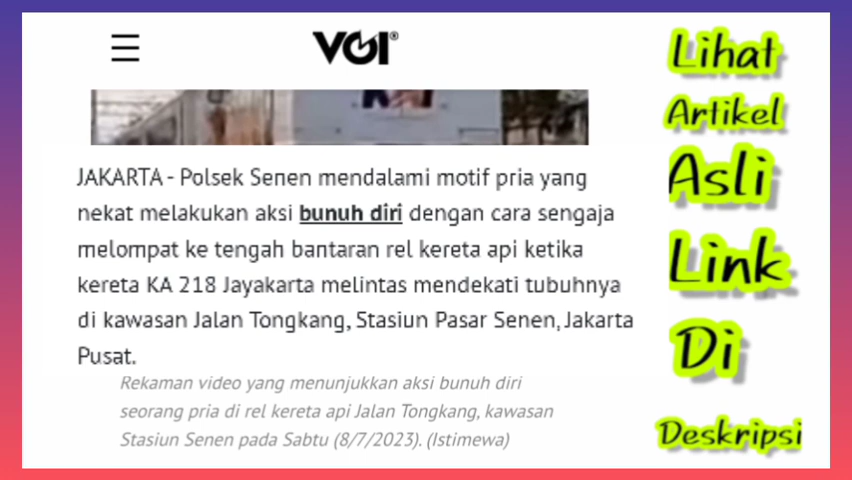 VOI®
JAKARTA - Polsek Senen mendalami motif pria yang
nekat melakukan aksi bunuh diri dengan cara sengaja
melompat ke tengah bantaran rel kereta api ketika
kereta KA 218 Jayakarta melintas mendekati tubuhnya
di kawasan Jalan Tongkang, Stasiun Pasar Senen, Jakarta
Pusat.
Rekaman video yang menunjukkan aksi bunuh diri
seorang pria di rel kereta api Jalan Tongkang, kawasan
Stasiun Senen pada Sabtu (8/7/2023). (Istimewa)
Lihat
Artikel
Asli
Link
Di
Deskripsi